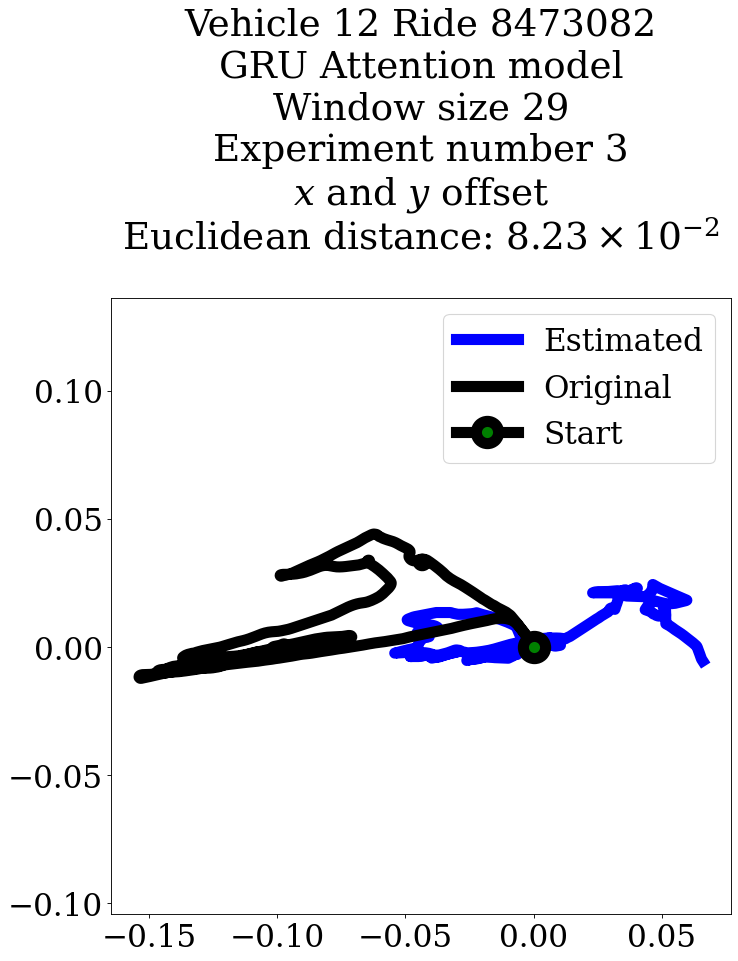 Vehicle 12 Ride 8473082
GRU Attention model
Window size 29
Experiment number 3
x and y offset
Euclidean distance: 8.23 × 10⁻²
Estimated
Original
Start
0.10
0.05
0.00
−0.05
−0.10
−0.15 −0.10 −0.05 0.00 0.05